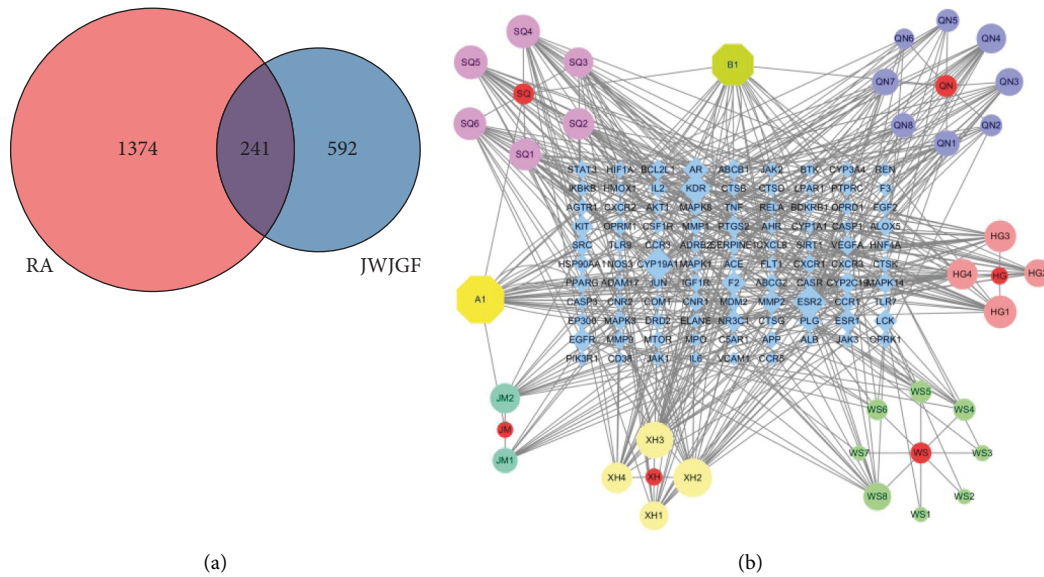 1374 241 592
RA JWJGF
(a)
SQ4
SQ5 SQ3
SQ
SQ6 SQ2
SQ1
B1
QN5
QN6 QN4
QN7 QN QN3
QN8 QN2
QN1
STAT3 HIF1A BCL2L1 AR ABCB1 JAK2 BTK CYP3A4 REN
IKBKB HMOX1 IL2 KDR CTSB CTSD LPAR1 PTPRC F3
AGTR1 CXCR2 AKT1 MAPK8 TNF RELA BDKRB1 OPRD1 EGF2
KIT OPRM1 CSF1R MMP1 PTGS2 AHR CYP1A1 CASP1 ALOX5
SRC TLR9 CCR3 ADRB2 SERPINE1 CXCL8 SIRT1 VEGFA HNF4A
HSP90AA1 NOS3 CYP19A1 MAPK1 ACE FLT1 CXCR1 CXCR3 CTSK
PPARG ADAM17 JUN IGF1R F2 ABCG2 CASR CYP2C19 MAPK14
CASP3 CNR2 COMT CNR1 MDM2 MMP2 ESR2 CCR1 TLR7
EP300 MAPK3 DRD2 ELANE NR3C1 CTSG PLG ESR1 LCK
EGFR MMP9 MTOR MPO C5AR1 APP ALB JAK3 OPRK1
PIK3R1 CD38 JAK1 IL6 VCAM1 CCR5
HG3
HG4 HG HG2
HG1
A1
JM2
JM
JM1
XH3
XH4 XH XH2
XH1
WS5
WS6 WS4
WS7 WS WS3
WS8 WS2
WS1
(b)